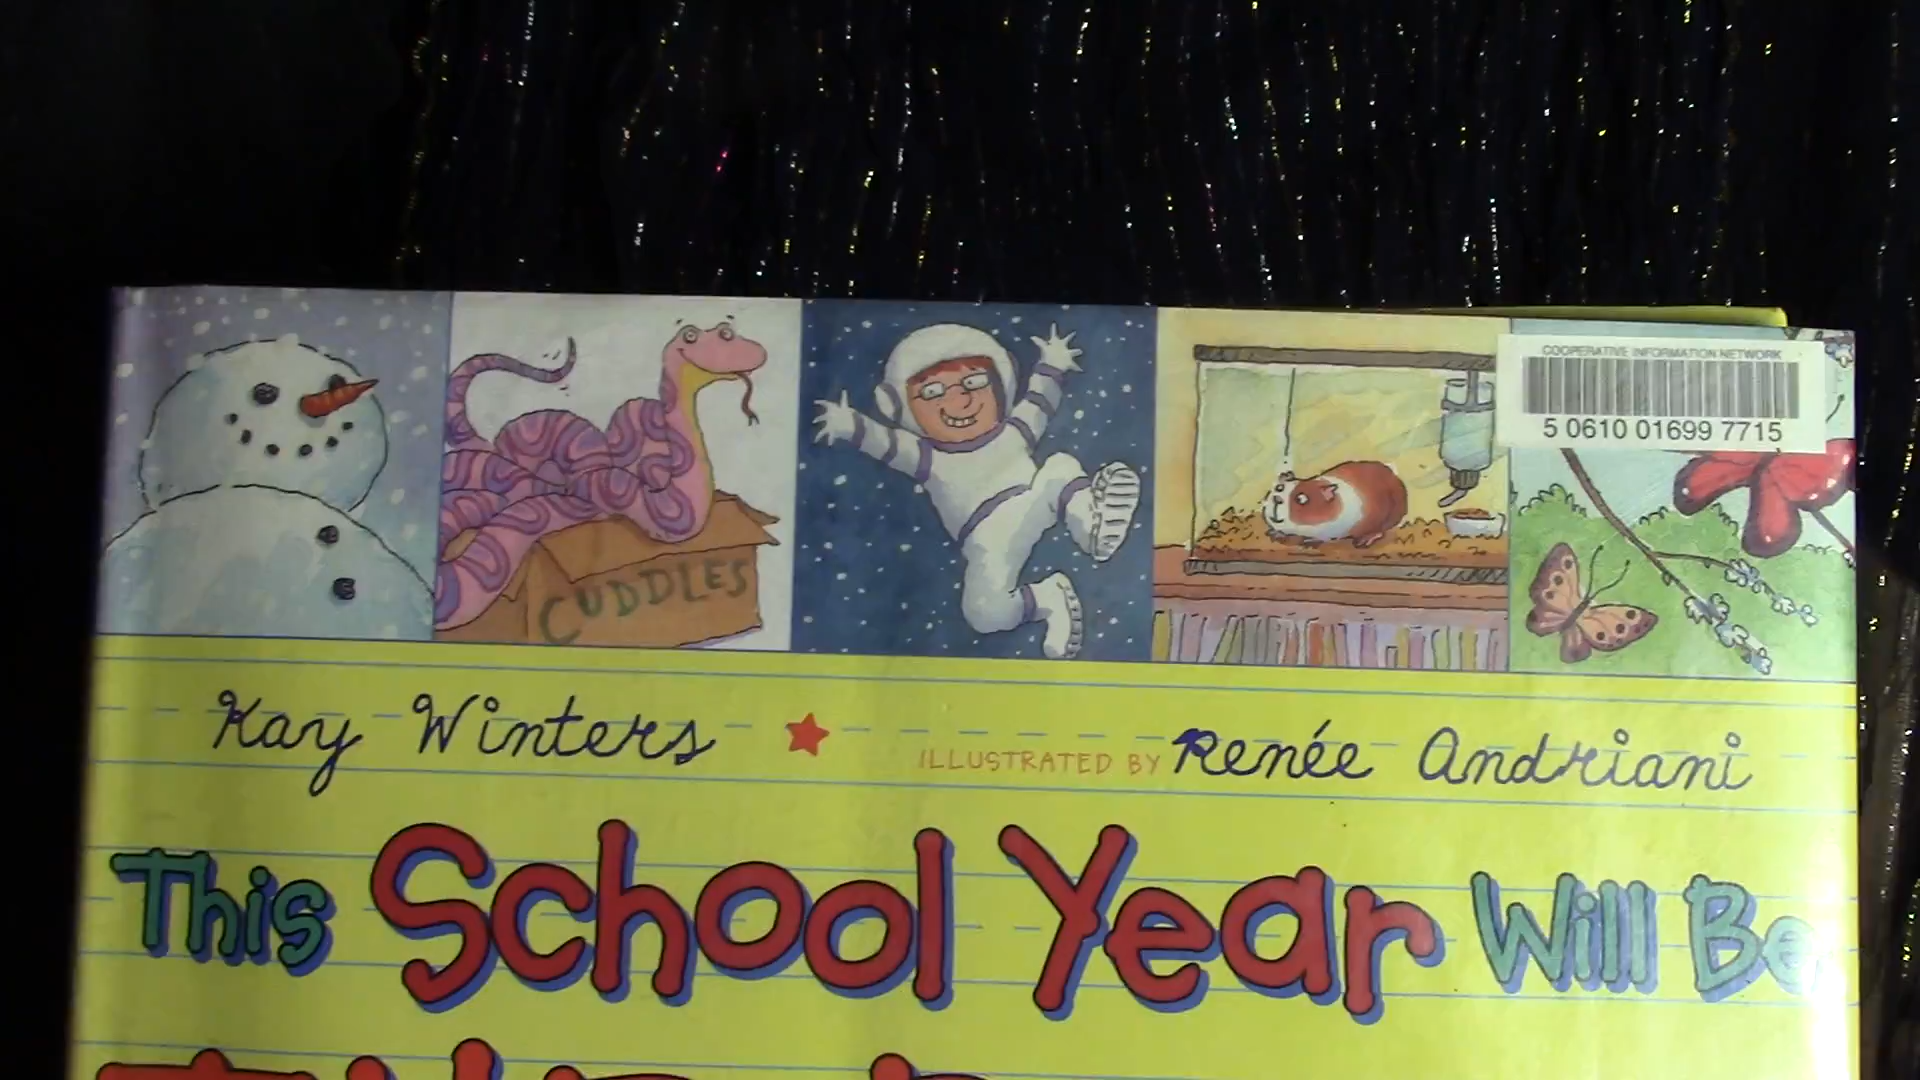 COOPERATIVE INFORMATION NETWORK
5 0610 01699 7715
CUDDLES
Kay Winters ILLUSTRATED BY Renée Andriani
This School Year Will Be